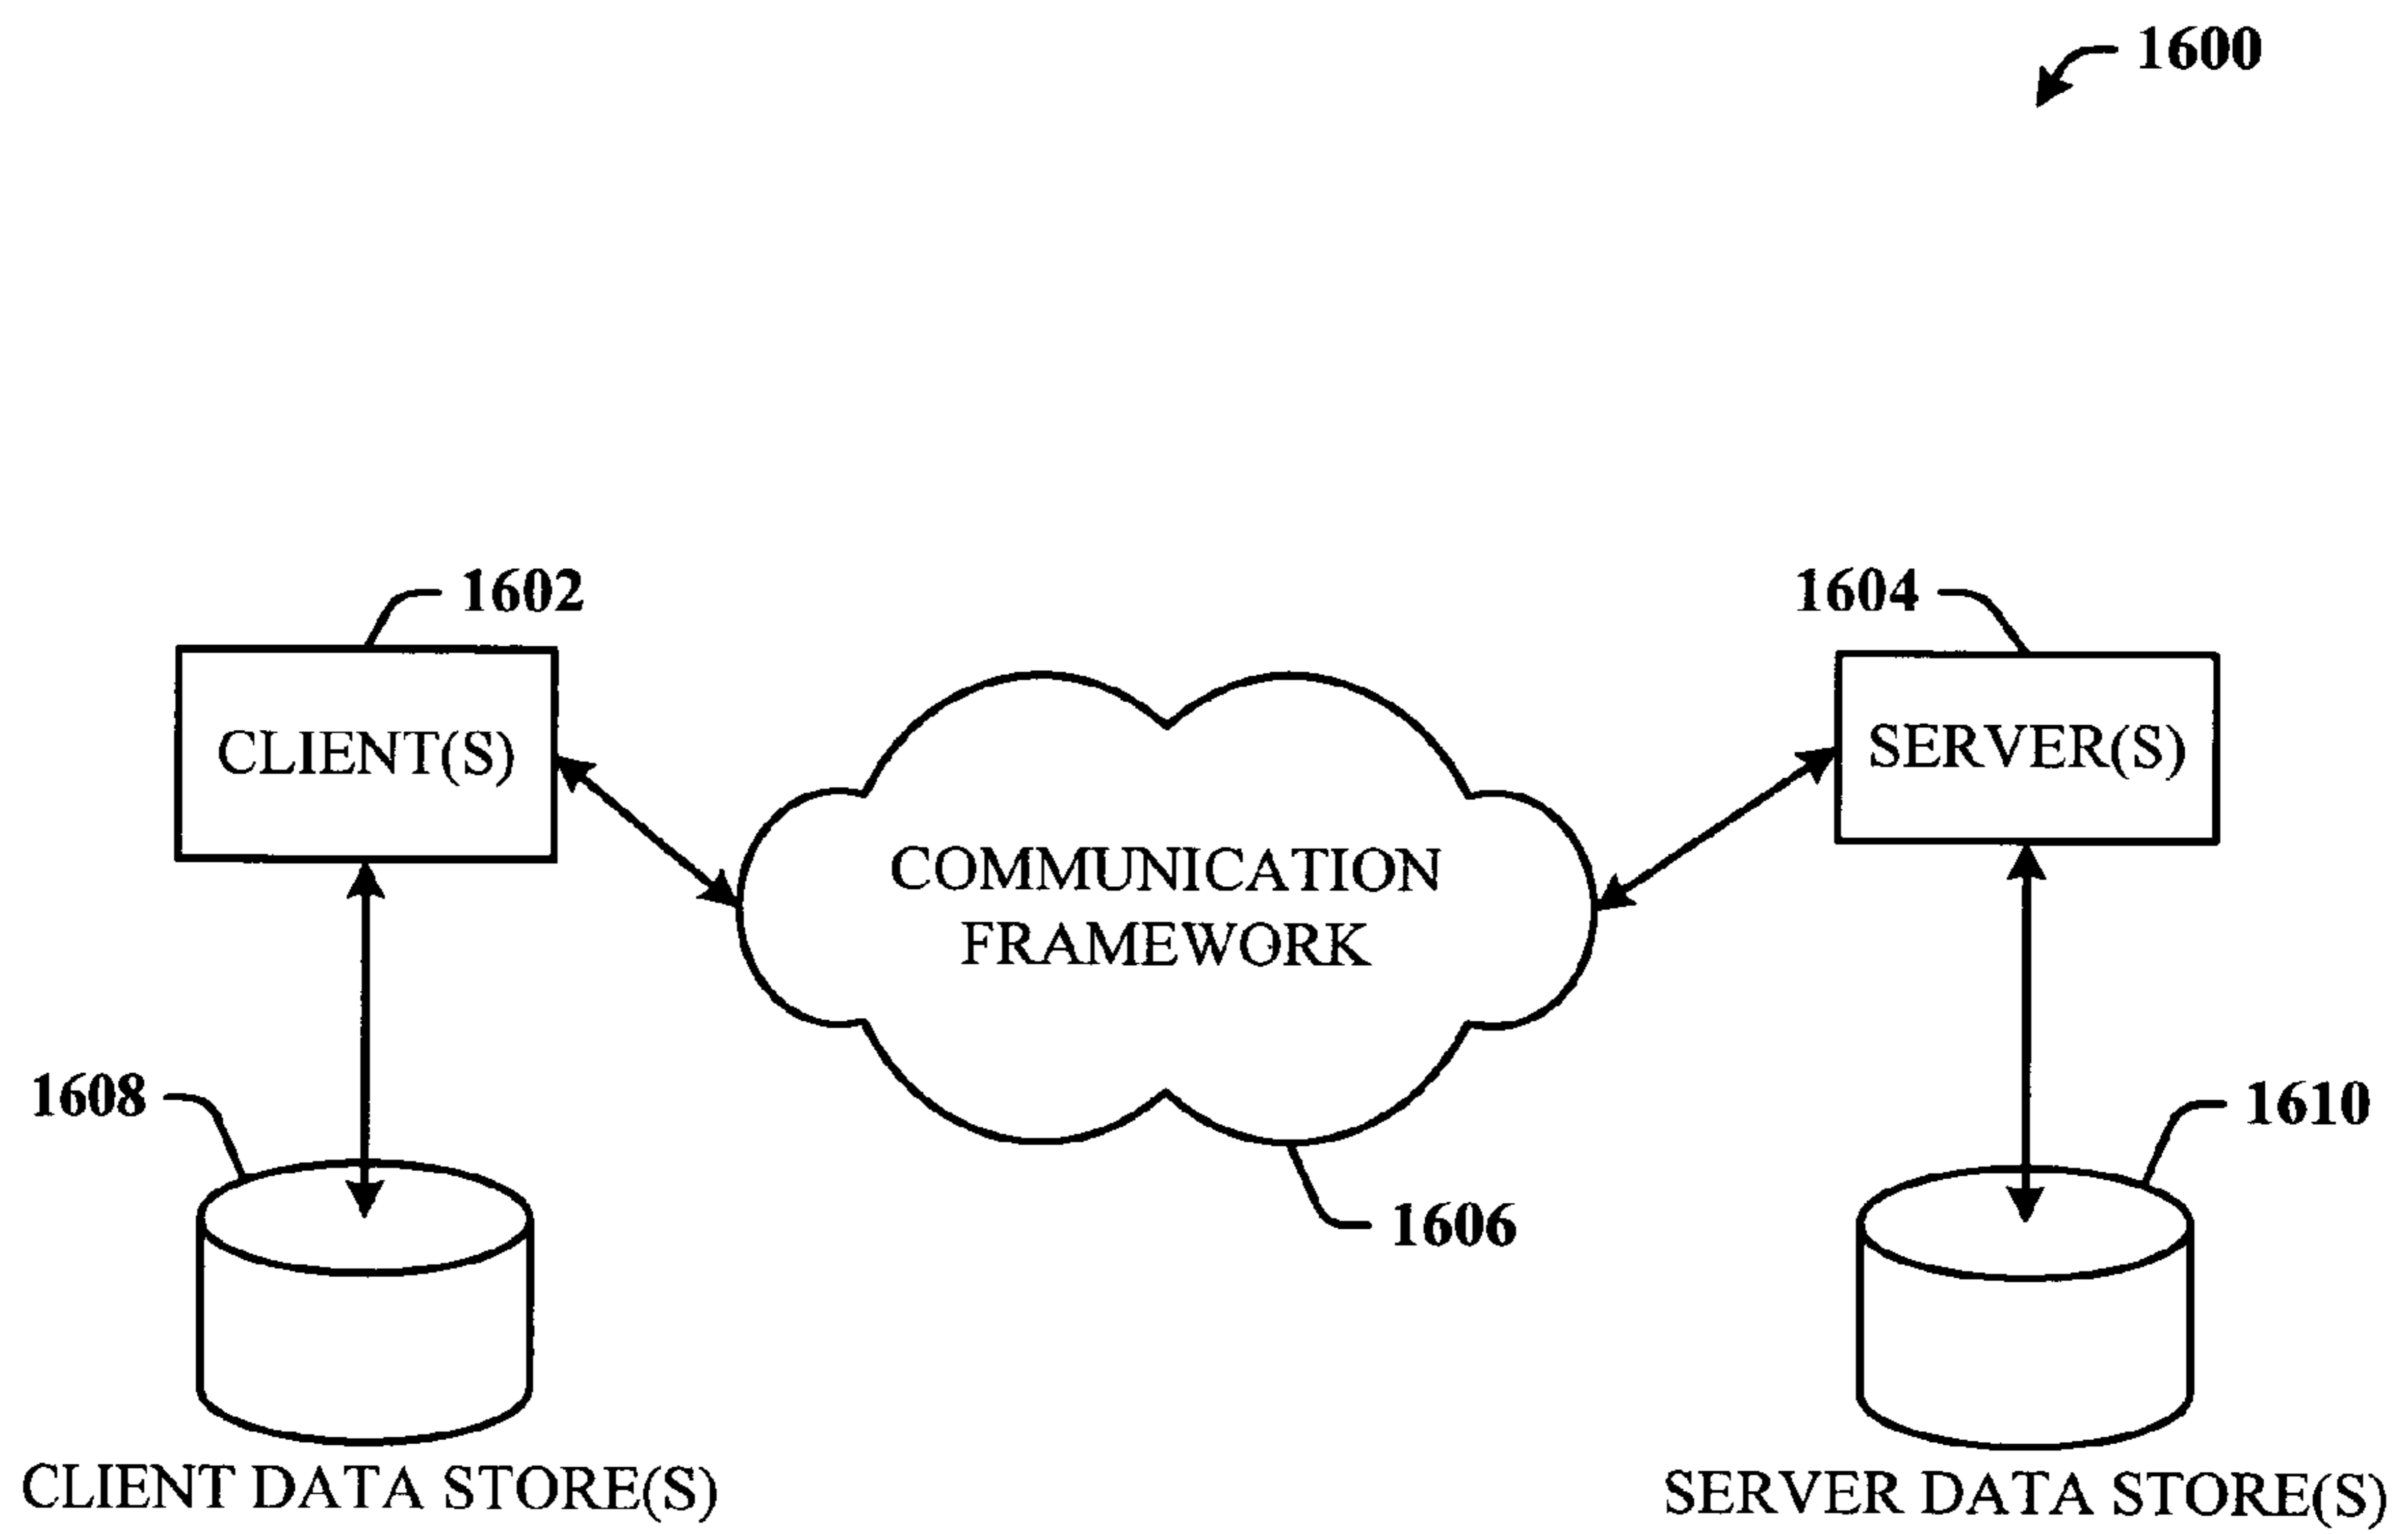 1600
1602
1604
CLIENT(S)
SERVER(S)
COMMUNICATION
FRAMEWORK
1608
1610
1606
CLIENT DATA STORE(S)
SERVER DATA STORE(S)